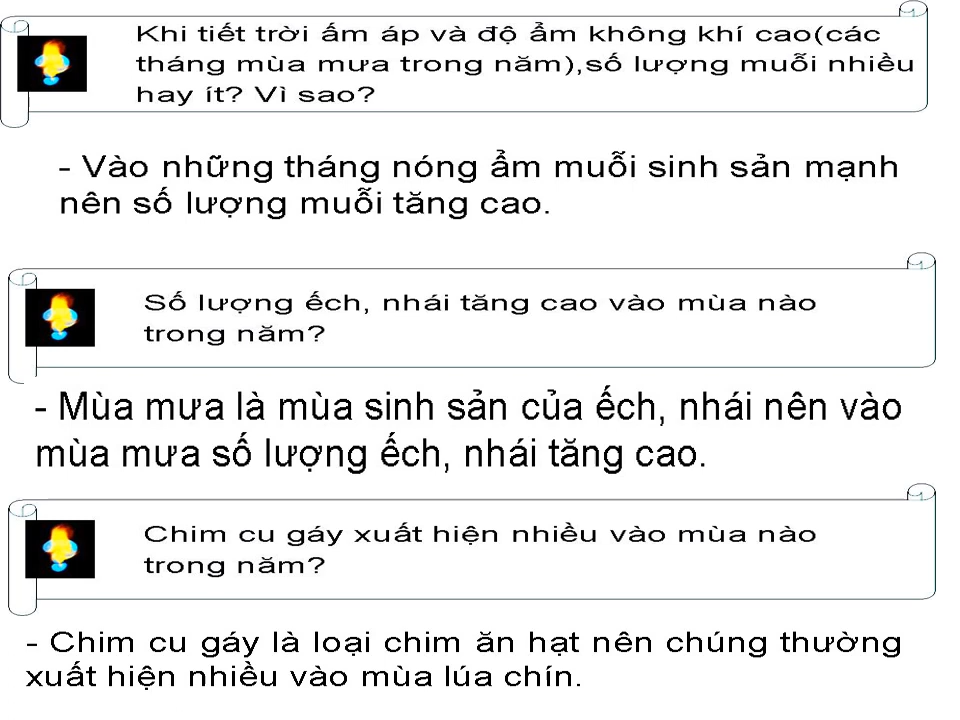 Khi tiết trời ấm áp và độ ẩm không khí cao(các
tháng mùa mưa trong năm),số lượng muỗi nhiều
hay ít? Vì sao?
- Vào những tháng nóng ẩm muỗi sinh sản mạnh
nên số lượng muỗi tăng cao.
Số lượng ếch, nhái tăng cao vào mùa nào
trong năm?
- Mùa mưa là mùa sinh sản của ếch, nhái nên vào
mùa mưa số lượng ếch, nhái tăng cao.
Chim cu gáy xuất hiện nhiều vào mùa nào
trong năm?
- Chim cu gáy là loại chim ăn hạt nên chúng thường
xuất hiện nhiều vào mùa lúa chín.